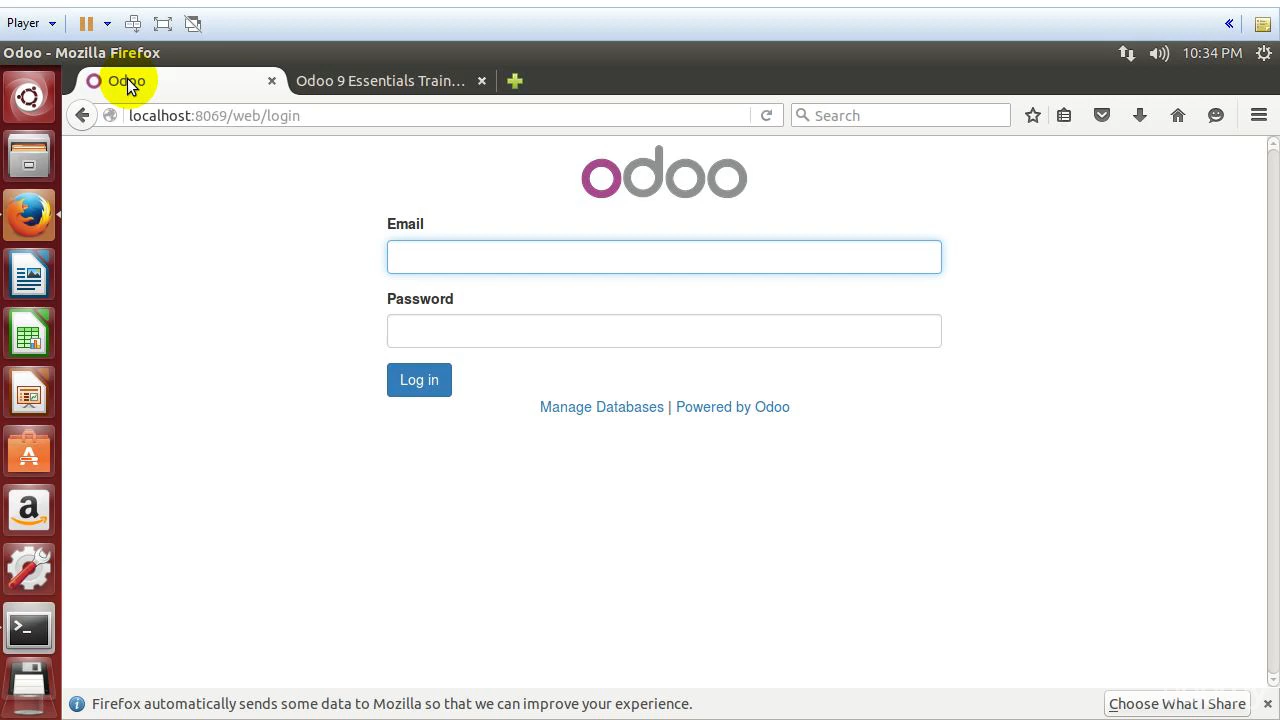 Player
Odoo - Mozilla Firefox
10:34 PM
Odoo
Odoo 9 Essentials Train...
localhost:8069/web/login
Search
odoo
Email
Password
Log in
Manage Databases | Powered by Odoo
Firefox automatically sends some data to Mozilla so that we can improve your experience.
Choose What I Share